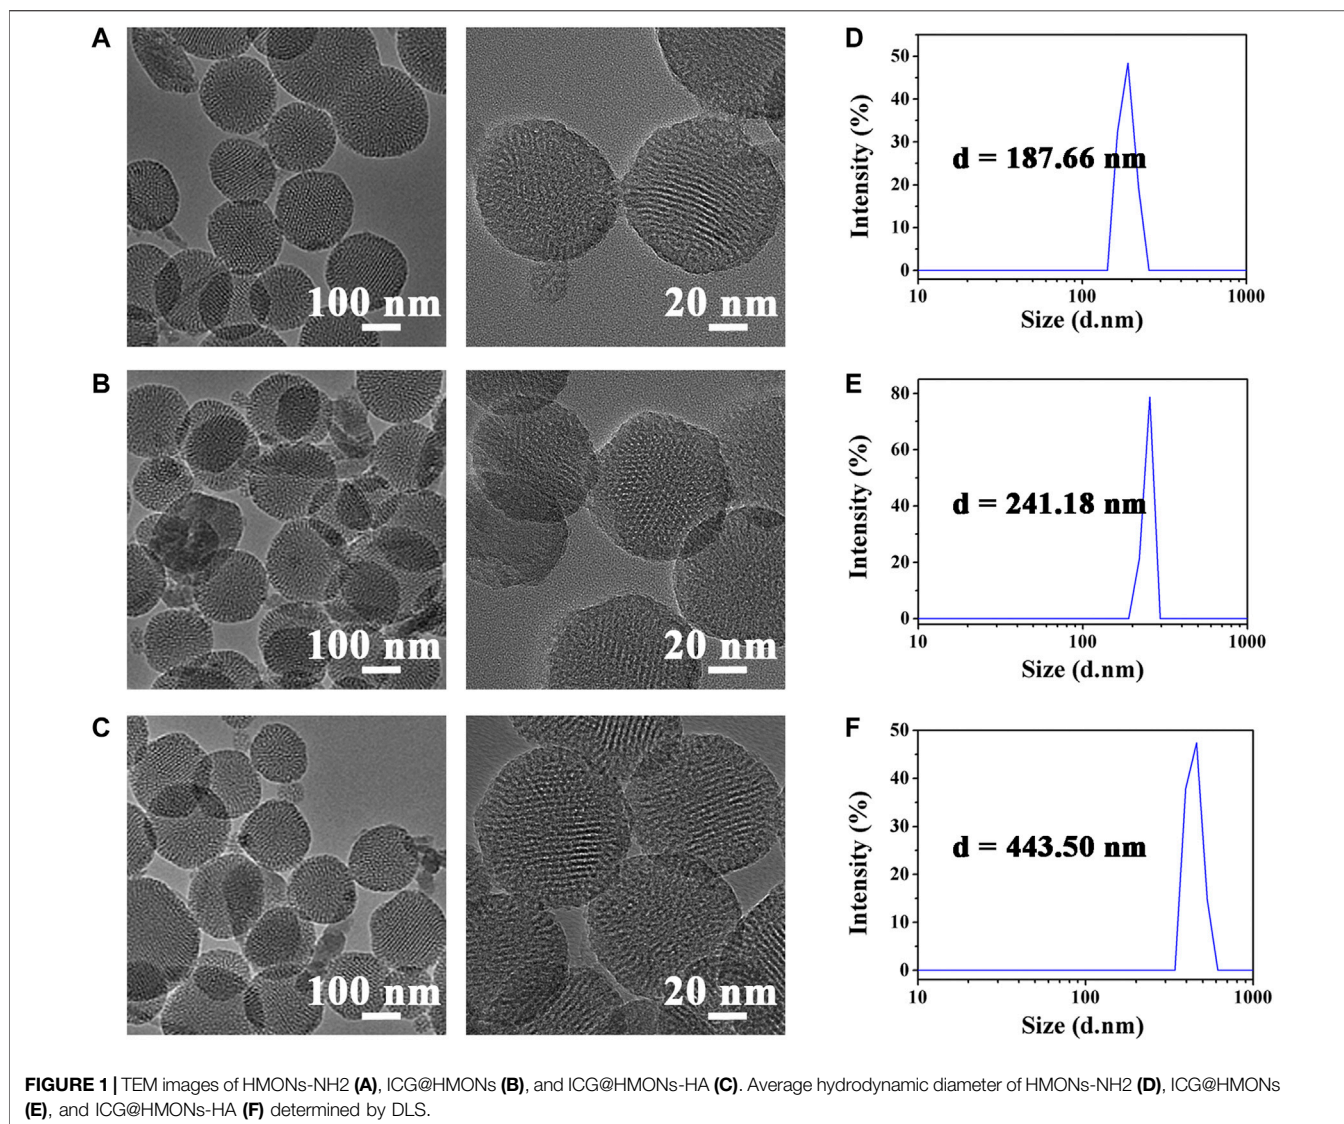 A
100 nm
20 nm
D
50
40
30
20
10
0
Intensity (%)
d = 187.66 nm
10
100
1000
Size (d.nm)
B
100 nm
20 nm
E
80
60
40
20
0
Intensity (%)
d = 241.18 nm
10
100
1000
Size (d.nm)
C
100 nm
20 nm
F
50
40
30
20
10
0
Intensity (%)
d = 443.50 nm
10
100
1000
Size (d.nm)
FIGURE 1 | TEM images of HMONs-NH2 (A), ICG@HMONs (B), and ICG@HMONs-HA (C). Average hydrodynamic diameter of HMONs-NH2 (D), ICG@HMONs
(E), and ICG@HMONs-HA (F) determined by DLS.